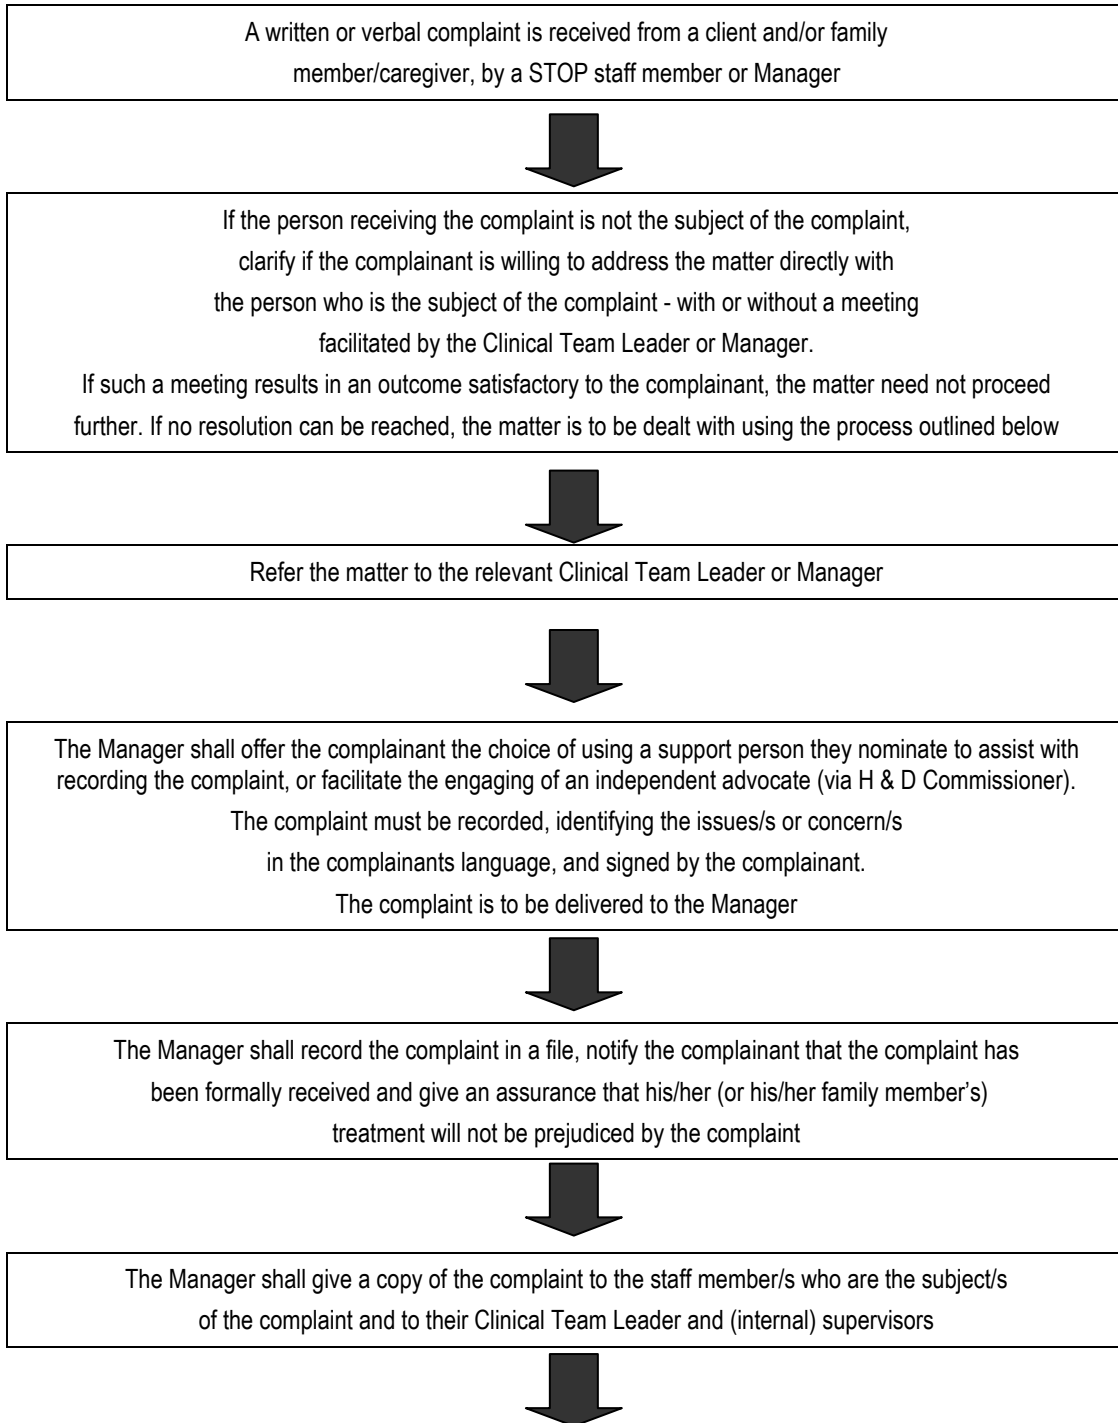 A written or verbal complaint is received from a client and/or family
member/caregiver, by a STOP staff member or Manager
If the person receiving the complaint is not the subject of the complaint,
clarify if the complainant is willing to address the matter directly with
the person who is the subject of the complaint - with or without a meeting
facilitated by the Clinical Team Leader or Manager.
If such a meeting results in an outcome satisfactory to the complainant, the matter need not proceed
further. If no resolution can be reached, the matter is to be dealt with using the process outlined below
Refer the matter to the relevant Clinical Team Leader or Manager
The Manager shall offer the complainant the choice of using a support person they nominate to assist with
recording the complaint, or facilitate the engaging of an independent advocate (via H & D Commissioner).
The complaint must be recorded, identifying the issues/s or concern/s
in the complainants language, and signed by the complainant.
The complaint is to be delivered to the Manager
The Manager shall record the complaint in a file, notify the complainant that the complaint has
been formally received and give an assurance that his/her (or his/her family member’s)
treatment will not be prejudiced by the complaint
The Manager shall give a copy of the complaint to the staff member/s who are the subject/s
of the complaint and to their Clinical Team Leader and (internal) supervisors